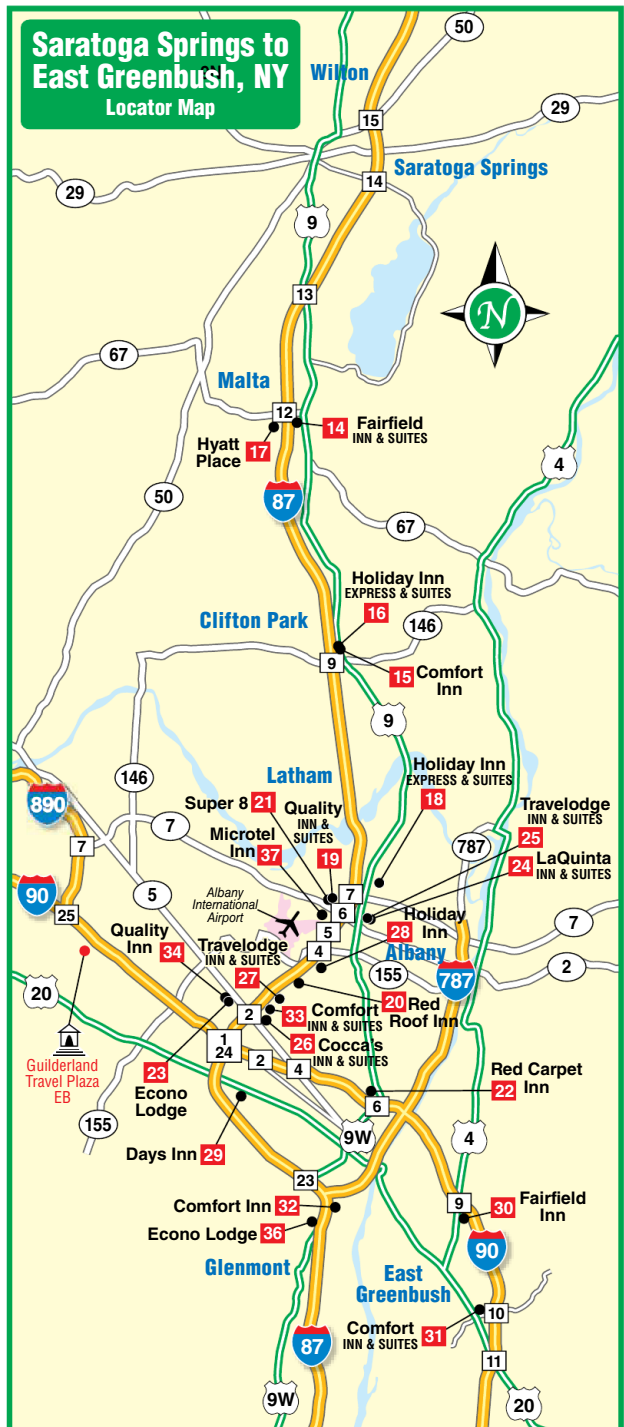 Saratoga Springs to
East Greenbush, NY
Locator Map
9N
Wilton
50
29
15
Saratoga Springs
14
29
9
N
13
67
Malta
12
14 Fairfield
INN & SUITES
Hyatt
Place 17
4
87
50
67
Holiday Inn
EXPRESS & SUITES
16
Clifton Park
146
9
15 Comfort
Inn
9
Latham
Holiday Inn
EXPRESS & SUITES
18
146
890
Super 8 21
Quality
INN &
SUITES
19
Travelodge
INN & SUITES
25
7
Microtel
Inn 37
787
24 LaQuinta
INN & SUITES
7
90
5
7
25
Albany
International
Airport
6
5
Holiday
Inn
28
7
Quality
Inn
34
Travelodge
INN & SUITES
27
4
Albany
155
2
787
20
20 Red
Roof Inn
33 Comfort
INN & SUITES
2
26 Cocca's
INN & SUITES
Guilderland
Travel Plaza
EB
23
Econo
Lodge
1
24
2
4
Red Carpet
Inn
22
6
155
9W
4
Days Inn 29
23
Comfort Inn 32
9
30 Fairfield
Inn
Econo Lodge 36
90
Glenmont
East
Greenbush
10
Comfort
INN & SUITES
31
87
11
9W
20